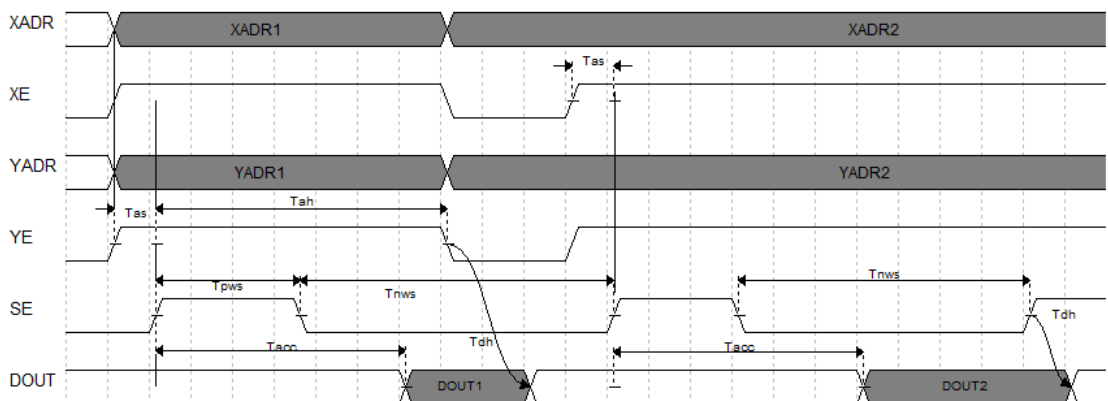 XADR XADR1 XADR2
Tas
XE
YADR YADR1 YADR2
Tas Tah
YE
Tpws Tnws Tnws
SE
Tacc Tdh Tacc Tdh
DOUT DOUT1 DOUT2